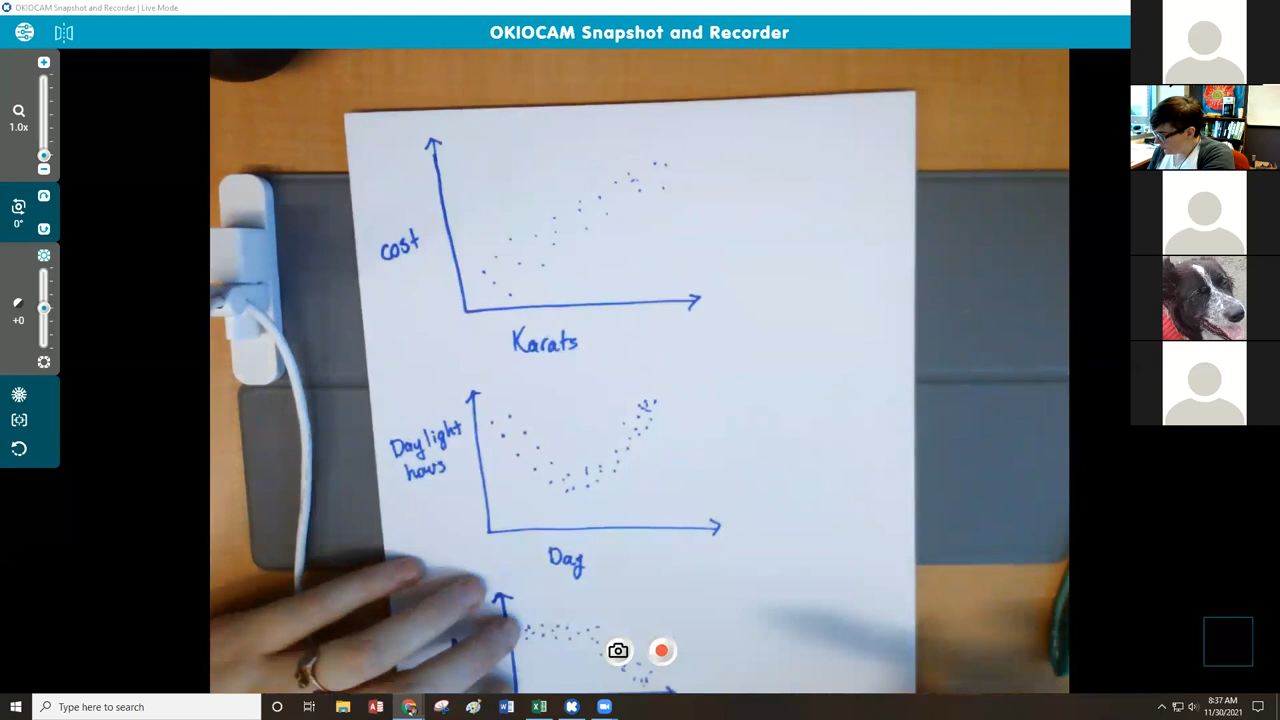 OKIOCAM Snapshot and Recorder | Live Mode
OKIOCAM Snapshot and Recorder
1.0x
0°
+0
cost
Karats
Daylight
hours
Day
Type here to search
8:37 AM
11/30/2021